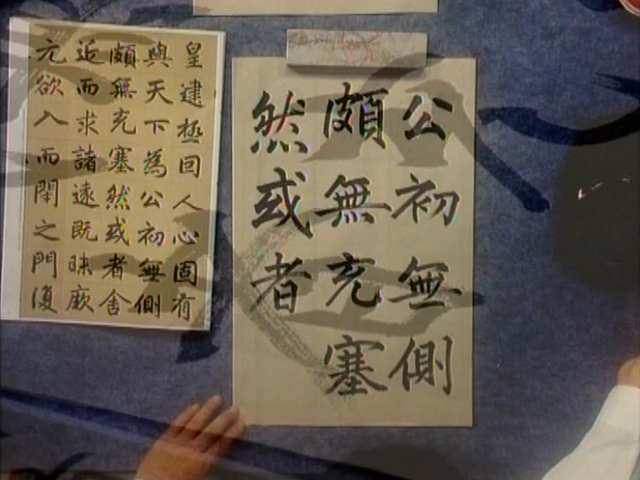 皇建極回人心固有
與天下為公初無側
頗無充塞然或者舍
近而求諸遠既昧厥
元欲入而閉之門復
公初無側
頗無充塞
然或者